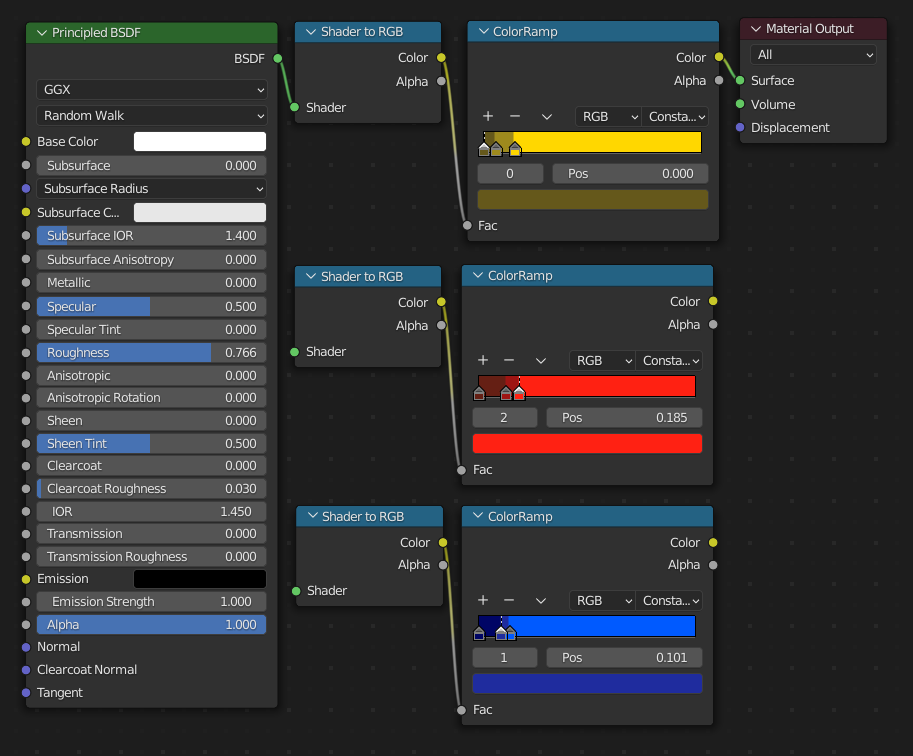 Principled BSDF
BSDF
GGX
Random Walk
Base Color
Subsurface 0.000
Subsurface Radius
Subsurface C...
Subsurface IOR 1.400
Subsurface Anisotropy 0.000
Metallic 0.000
Specular 0.500
Specular Tint 0.000
Roughness 0.766
Anisotropic 0.000
Anisotropic Rotation 0.000
Sheen 0.000
Sheen Tint 0.500
Clearcoat 0.000
Clearcoat Roughness 0.030
IOR 1.450
Transmission 0.000
Transmission Roughness 0.000
Emission
Emission Strength 1.000
Alpha 1.000
Normal
Clearcoat Normal
Tangent
Shader to RGB
Color
Alpha
Shader
ColorRamp
Color
Alpha
RGB Consta...
0 Pos 0.000
Fac
Material Output
All
Surface
Volume
Displacement
Shader to RGB
Color
Alpha
Shader
ColorRamp
Color
Alpha
RGB Consta...
2 Pos 0.185
Fac
Shader to RGB
Color
Alpha
Shader
ColorRamp
Color
Alpha
RGB Consta...
1 Pos 0.101
Fac